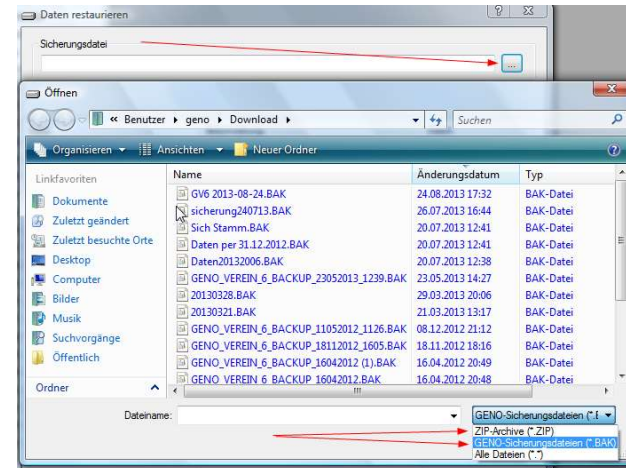 Daten restaurieren
Sicherungsdatei
...
Öffnen
« Benutzer ▸ geno ▸ Download ▸
Suchen
Organisieren
Ansichten
Neuer Ordner
Linkfavoriten
Dokumente
Zuletzt geändert
Zuletzt besuchte Orte
Desktop
Computer
Bilder
Musik
Suchvorgänge
Öffentlich
Ordner
Name Änderungsdatum Typ
GV6 2013-08-24.BAK 24.08.2013 17:32 BAK-Datei
sicherung240713.BAK 26.07.2013 16:44 BAK-Datei
Sich Stamm.BAK 20.07.2013 12:41 BAK-Datei
Daten per 31.12.2012.BAK 20.07.2013 12:41 BAK-Datei
Daten20132006.BAK 20.07.2013 12:38 BAK-Datei
GENO_VEREIN_6_BACKUP_23052013_1239.BAK 23.05.2013 14:27 BAK-Datei
20130328.BAK 29.03.2013 20:06 BAK-Datei
20130321.BAK 21.03.2013 13:17 BAK-Datei
GENO_VEREIN_6_BACKUP_11052012_1126.BAK 08.12.2012 21:12 BAK-Datei
GENO_VEREIN_6_BACKUP_18112012_1605.BAK 18.11.2012 18:16 BAK-Datei
GENO_VEREIN_6_BACKUP_16042012 (1).BAK 16.04.2012 20:49 BAK-Datei
GENO_VEREIN_6_BACKUP_16042012.BAK 16.04.2012 20:48 BAK-Datei
Dateiname:
GENO-Sicherungsdateien (*.E
ZIP-Archive (*.ZIP)
GENO-Sicherungsdateien (*.BAK)
Alle Dateien (*.*)